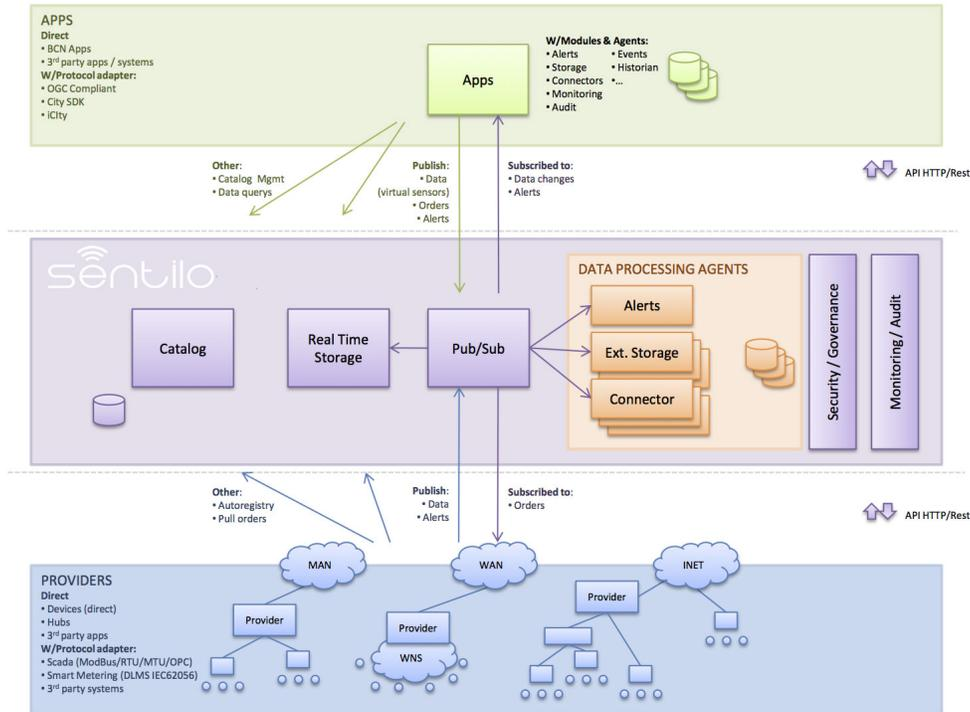 APPS
Direct
• BCN Apps
• 3rd party apps / systems
W/Protocol adapter:
• OGC Compliant
• City SDK
• iCIty
Apps
W/Modules & Agents:
• Alerts
• Storage
• Connectors
• Monitoring
• Audit
• Events
• Historian
•...
Other:
• Catalog Mgmt
• Data querys
Publish:
• Data
(virtual sensors)
• Orders
• Alerts
Subscribed to:
• Data changes
• Alerts
API HTTP/Rest
sentilo
Catalog
Real Time
Storage
Pub/Sub
DATA PROCESSING AGENTS
Alerts
Ext. Storage
Connector
Security / Governance
Monitoring/ Audit
Other:
• Autoregistry
• Pull orders
Publish:
• Data
• Alerts
Subscribed to:
• Orders
API HTTP/Rest
MAN
WAN
INET
PROVIDERS
Direct
• Devices (direct)
• Hubs
• 3rd party apps
W/Protocol adapter:
• Scada (ModBus/RTU/MTU/OPC)
• Smart Metering (DLMS IEC62056)
• 3rd party systems
Provider
Provider
WNS
Provider